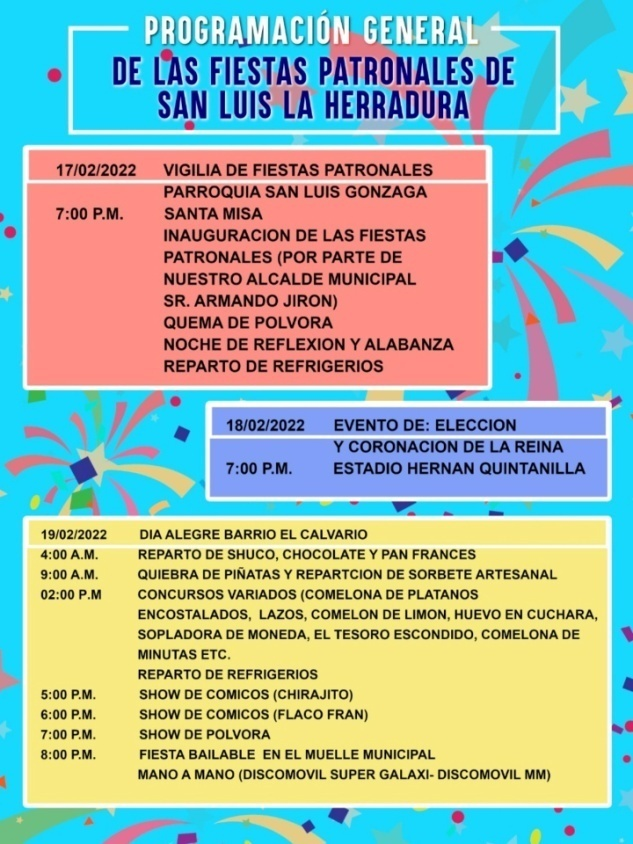 PROGRAMACIÓN GENERAL
DE LAS FIESTAS PATRONALES DE
SAN LUIS LA HERRADURA
17/02/2022 VIGILIA DE FIESTAS PATRONALES
PARROQUIA SAN LUIS GONZAGA
7:00 P.M. SANTA MISA
INAUGURACION DE LAS FIESTAS
PATRONALES (POR PARTE DE
NUESTRO ALCALDE MUNICIPAL
SR. ARMANDO JIRON)
QUEMA DE POLVORA
NOCHE DE REFLEXION Y ALABANZA
REPARTO DE REFRIGERIOS
18/02/2022 EVENTO DE: ELECCION
Y CORONACION DE LA REINA
7:00 P.M. ESTADIO HERNAN QUINTANILLA
19/02/2022 DIA ALEGRE BARRIO EL CALVARIO
4:00 A.M. REPARTO DE SHUCO, CHOCOLATE Y PAN FRANCES
9:00 A.M. QUIEBRA DE PIÑATAS Y REPARTCION DE SORBETE ARTESANAL
02:00 P.M CONCURSOS VARIADOS (COMELONA DE PLATANOS
ENCOSTALADOS, LAZOS, COMELON DE LIMON, HUEVO EN CUCHARA,
SOPLADORA DE MONEDA, EL TESORO ESCONDIDO, COMELONA DE
MINUTAS ETC.
REPARTO DE REFRIGERIOS
5:00 P.M. SHOW DE COMICOS (CHIRAJITO)
6:00 P.M. SHOW DE COMICOS (FLACO FRAN)
7:00 P.M. SHOW DE POLVORA
8:00 P.M. FIESTA BAILABLE EN EL MUELLE MUNICIPAL
MANO A MANO (DISCOMOVIL SUPER GALAXI- DISCOMOVIL MM)